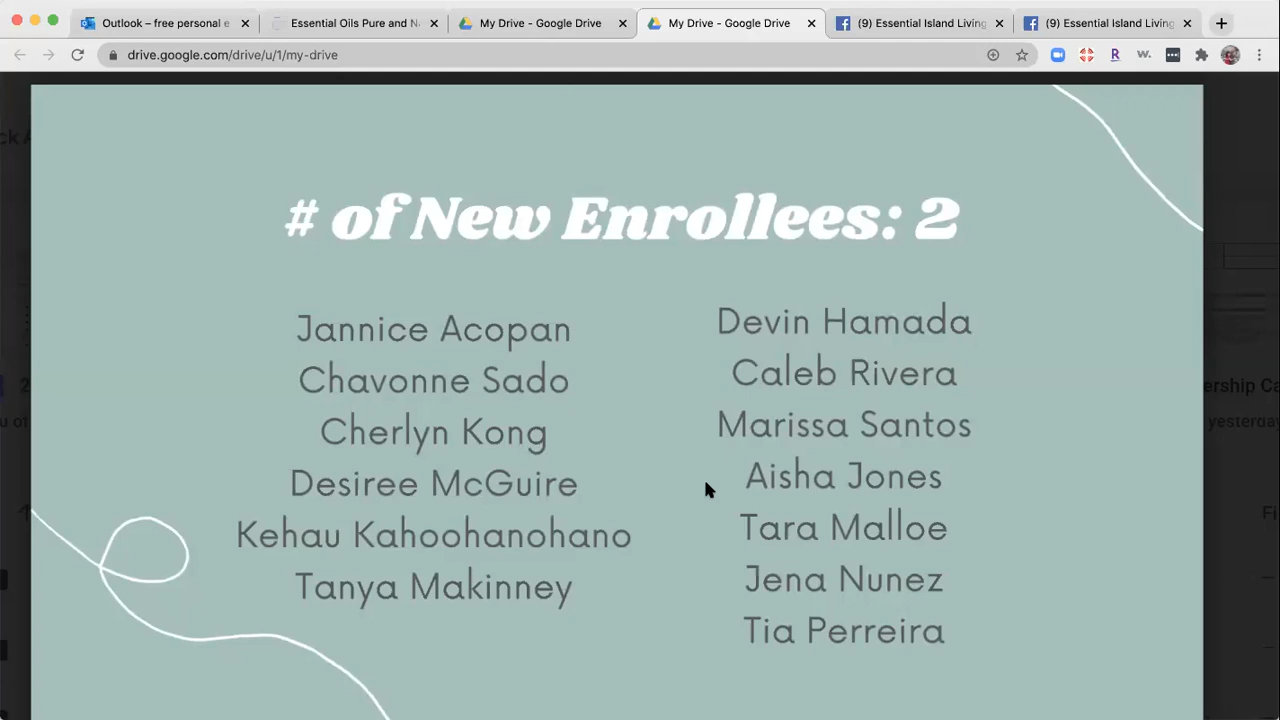 Outlook – free personal e
Essential Oils Pure and N
My Drive - Google Drive
My Drive - Google Drive
(9) Essential Island Living
(9) Essential Island Living
drive.google.com/drive/u/1/my-drive
# of New Enrollees: 2
Jannice Acopan
Chavonne Sado
Cherlyn Kong
Desiree McGuire
Kehau Kahoohanohano
Tanya Makinney
Devin Hamada
Caleb Rivera
Marissa Santos
Aisha Jones
Tara Malloe
Jena Nunez
Tia Perreira
ership Ca
yesterday